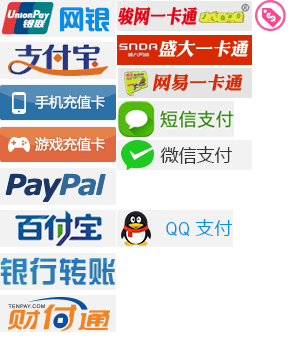 UnionPay
银联
网银
骏网一卡通
JCARD
支付宝
SNDA
盛大一卡通
手机充值卡
网易一卡通
游戏充值卡
短信支付
微信支付
PayPal
百付宝
QQ 支付
银行转账
TENPAY.COM
财付通